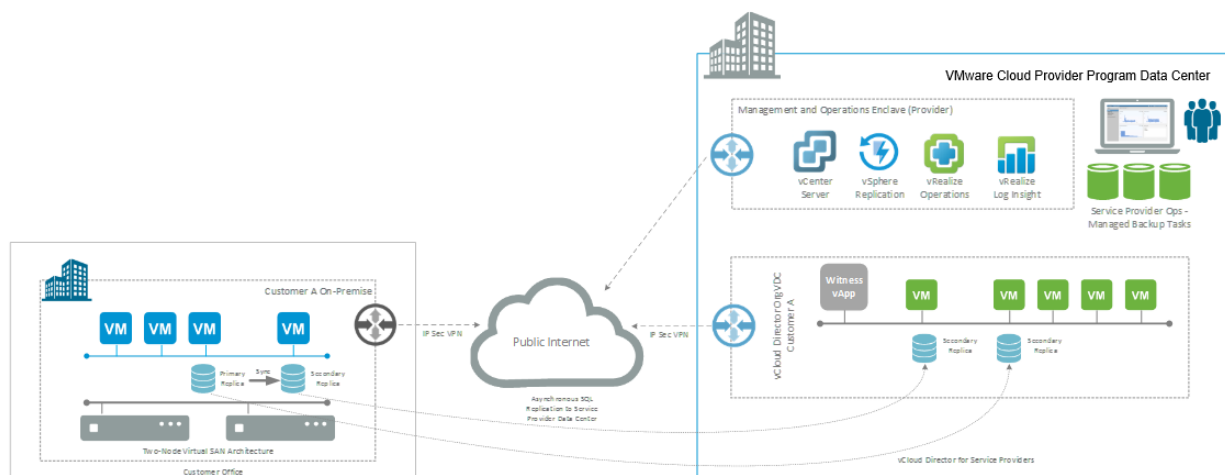 VMware Cloud Provider Program Data Center
Management and Operations Enclave (Provider)
vCenter
Server
vSphere
Replication
vRealize
Operations
vRealize
Log Insight
Service Provider Ops -
Managed Backup Tasks
Customer A On-Premise
VM
VM
VM
VM
Primary
Replica
Sync
Secondary
Replica
Two-Node Virtual SAN Architecture
Customer Office
IP Sec VPN
Public Internet
Asynchronous SQL
Replication to Service
Provider Data Center
IP Sec VPN
vCloud Director OrgVDC
Customer A
Witness
vApp
VM
VM
VM
VM
VM
Secondary
Replica
Secondary
Replica
vCloud Director for Service Providers